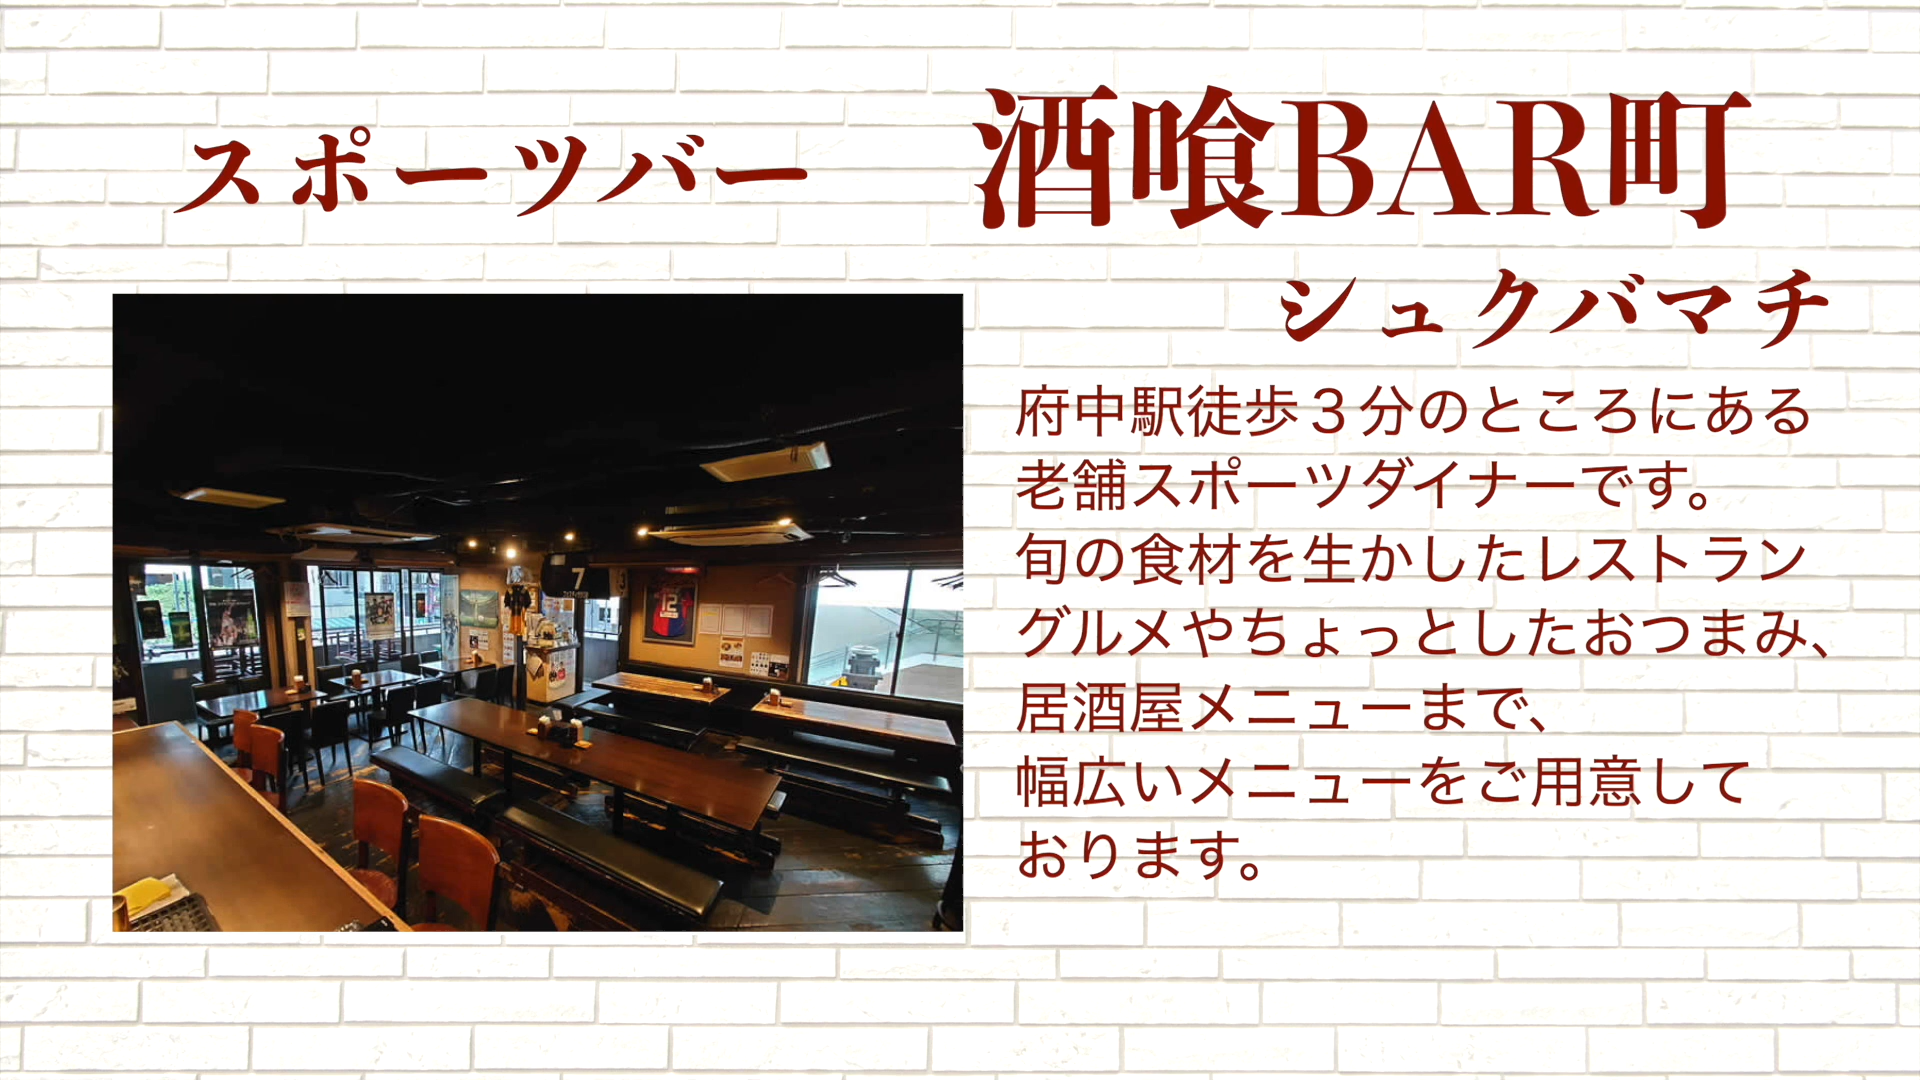 スポーツバー 酒喰BAR町
シュクバマチ
府中駅徒歩３分のところにある
老舗スポーツダイナーです。
旬の食材を生かしたレストラン
グルメやちょっとしたおつまみ、
居酒屋メニューまで、
幅広いメニューをご用意して
おります。
7
12